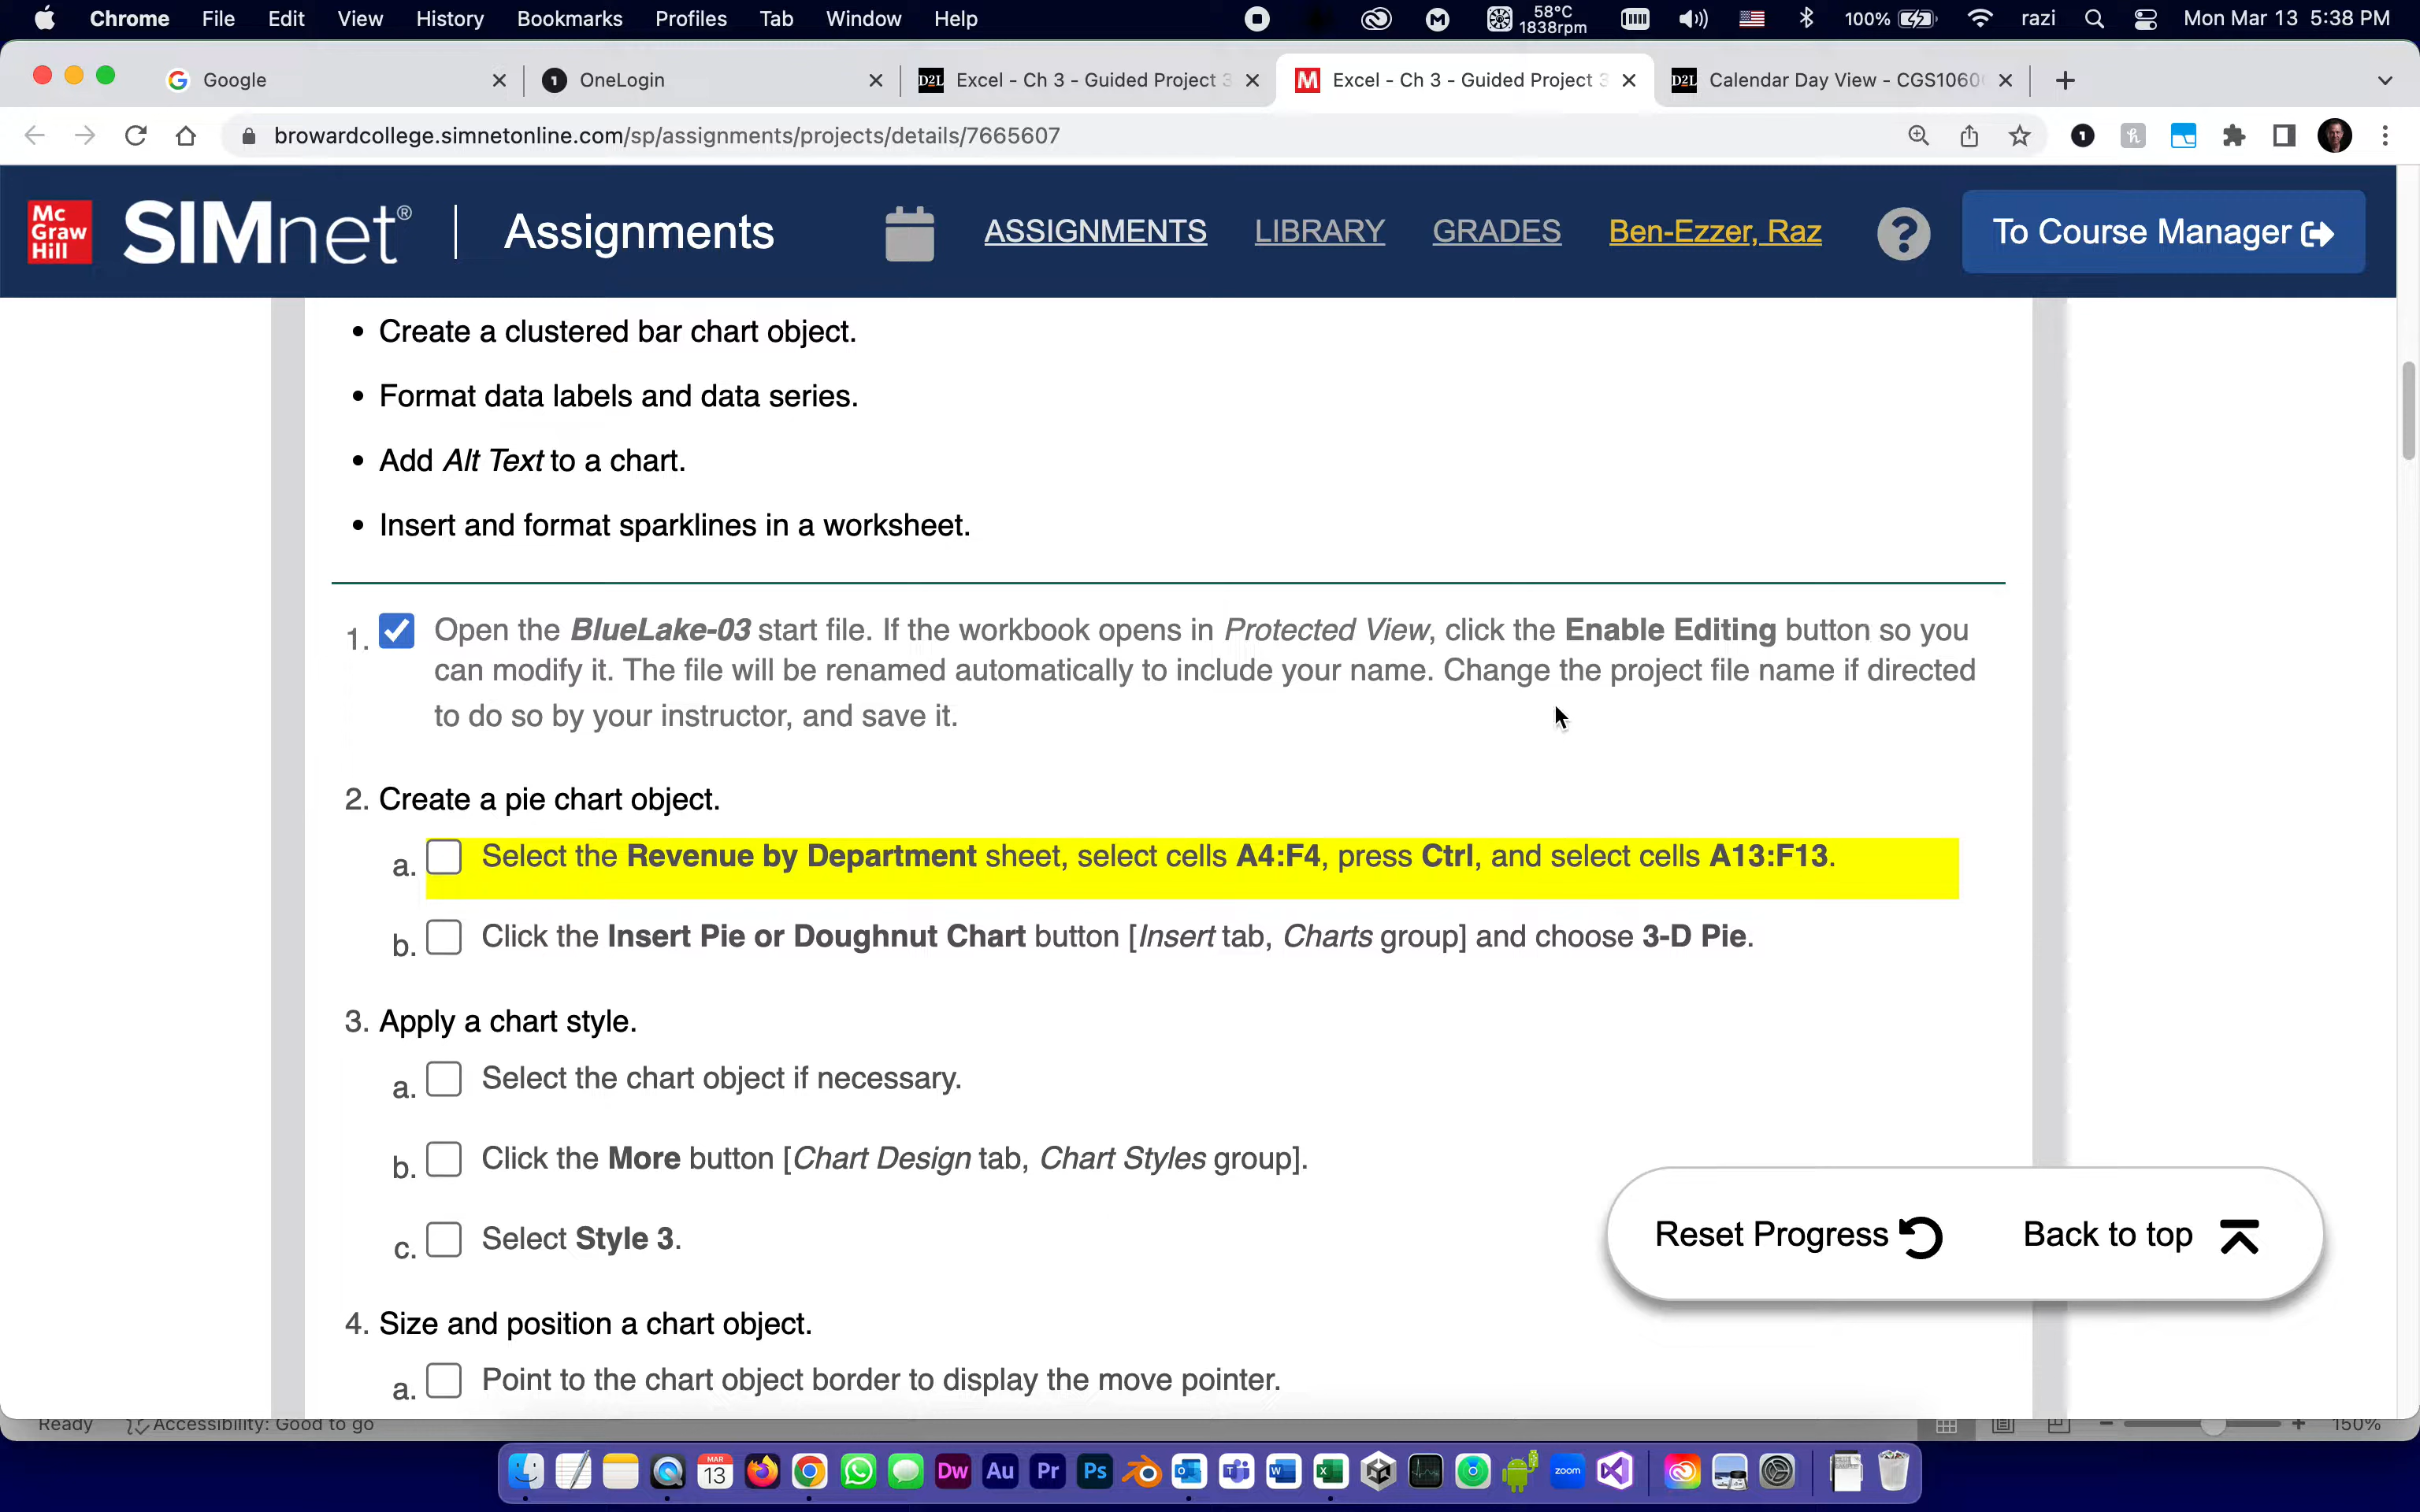 Chrome File Edit View History Bookmarks Profiles Tab Window Help 58°C 1838rpm 100% razi Mon Mar 13 5:38 PM
Google OneLogin D2L Excel - Ch 3 - Guided Project 3 M Excel - Ch 3 - Guided Project 3 D2L Calendar Day View - CGS1060
browardcollege.simnetonline.com/sp/assignments/projects/details/7665607
Mc Graw Hill SIMnet® Assignments ASSIGNMENTS LIBRARY GRADES Ben-Ezzer, Raz ? To Course Manager
• Create a clustered bar chart object.
• Format data labels and data series.
• Add Alt Text to a chart.
• Insert and format sparklines in a worksheet.
1. Open the BlueLake-03 start file. If the workbook opens in Protected View, click the Enable Editing button so you
can modify it. The file will be renamed automatically to include your name. Change the project file name if directed
to do so by your instructor, and save it.
2. Create a pie chart object.
a. Select the Revenue by Department sheet, select cells A4:F4, press Ctrl, and select cells A13:F13.
b. Click the Insert Pie or Doughnut Chart button [Insert tab, Charts group] and choose 3-D Pie.
3. Apply a chart style.
a. Select the chart object if necessary.
b. Click the More button [Chart Design tab, Chart Styles group].
c. Select Style 3.
Reset Progress Back to top
4. Size and position a chart object.
a. Point to the chart object border to display the move pointer.
Ready Accessibility: Good to go 150%
MAR 13 Dw Au Pr Ps zoom